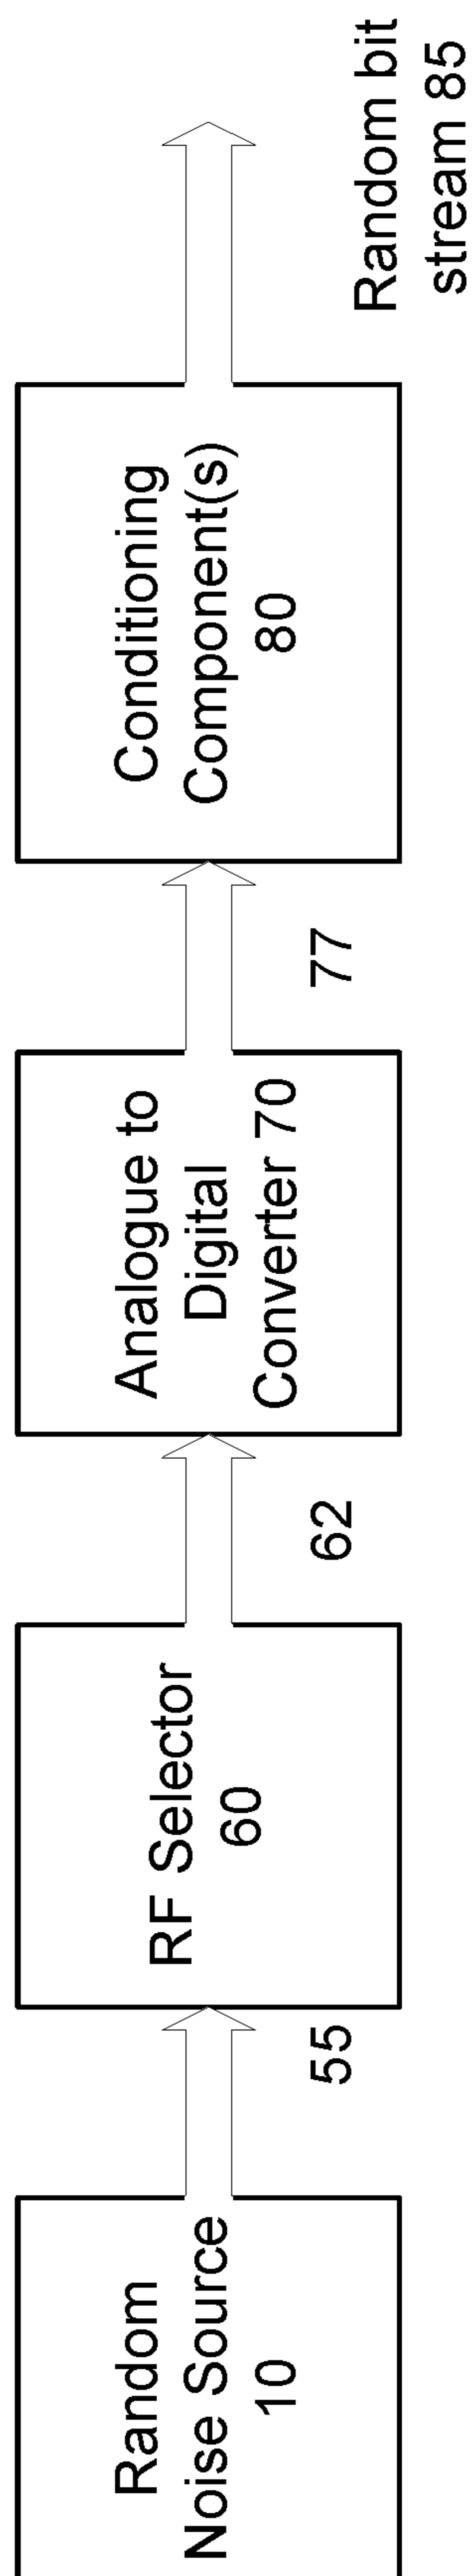 Random
Noise Source
10
55
RF Selector
60
62
Analogue to
Digital
Converter 70
77
Conditioning
Component(s)
80
Random bit
stream 85